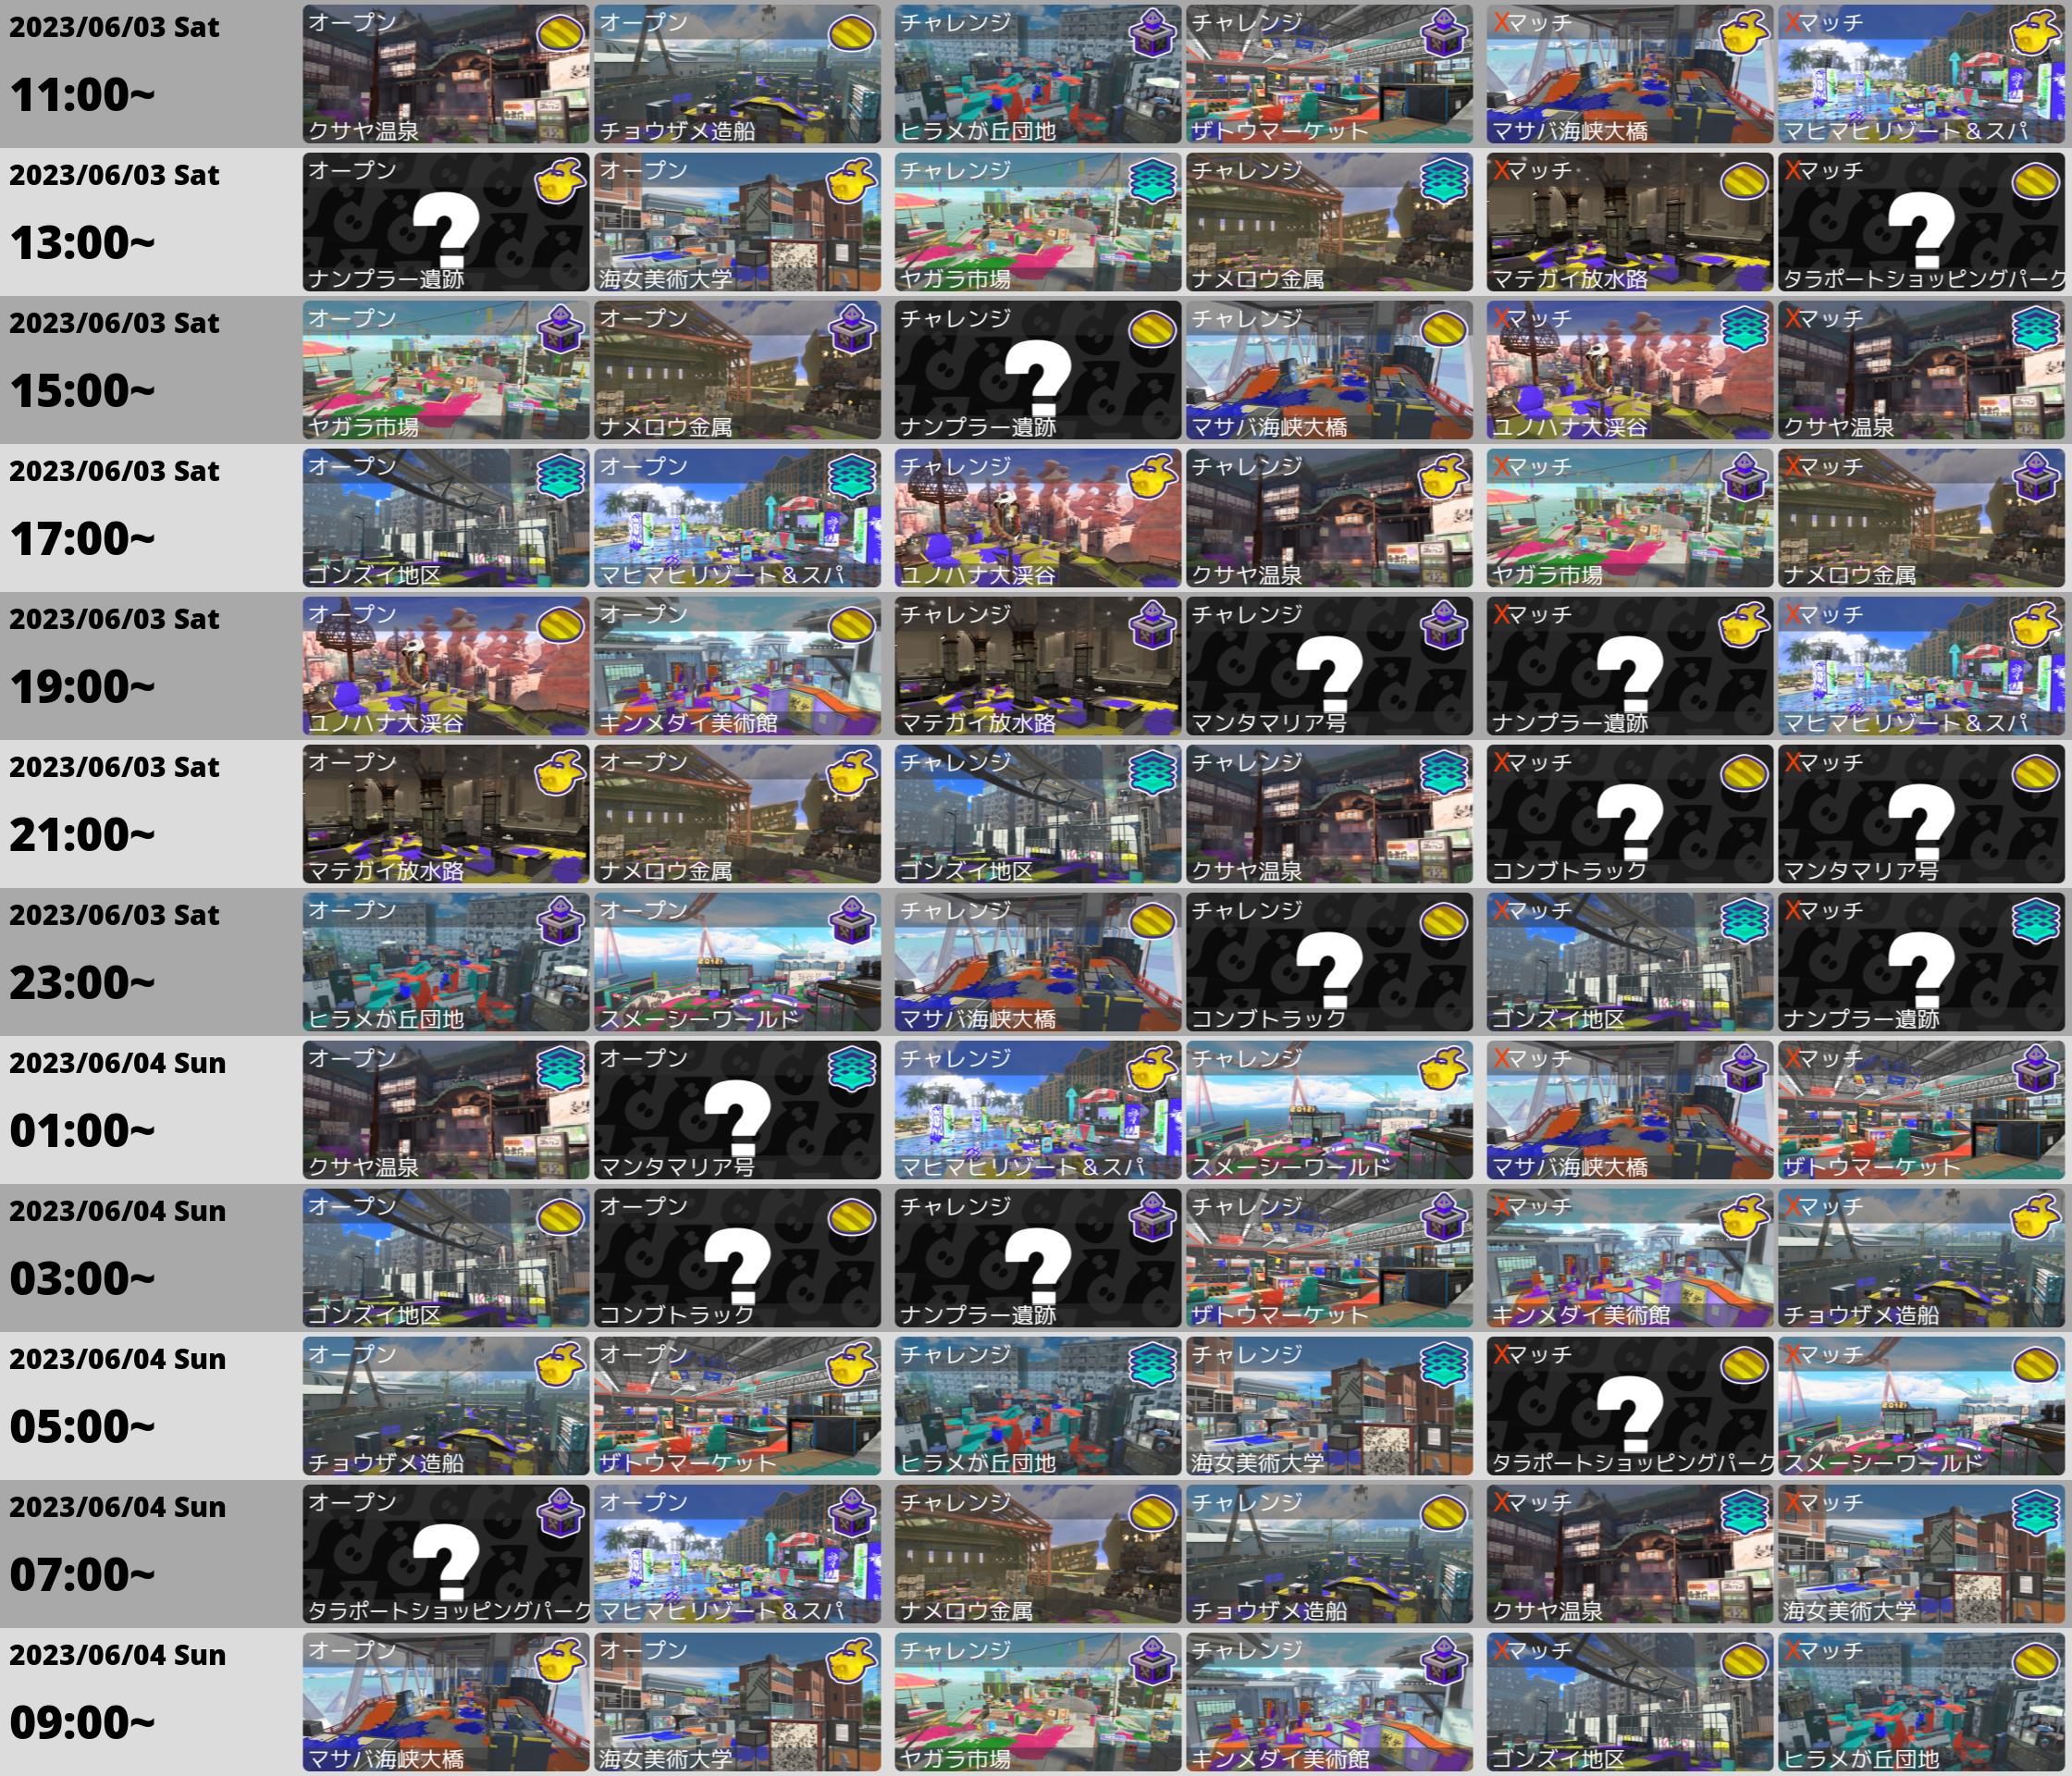 2023/06/03 Sat
11:00~
オープン
クサヤ温泉
オープン
チョウザメ造船
チャレンジ
ヒラメが丘団地
チャレンジ
ザトウマーケット
Xマッチ
マサバ海峡大橋
Xマッチ
マヒマヒリゾート&スパ
2023/06/03 Sat
13:00~
オープン
ナンプラー遺跡
オープン
海女美術大学
チャレンジ
ヤガラ市場
チャレンジ
ナメロウ金属
Xマッチ
マテガイ放水路
Xマッチ
タラポートショッピングパーク
2023/06/03 Sat
15:00~
オープン
ヤガラ市場
オープン
ナメロウ金属
チャレンジ
ナンプラー遺跡
チャレンジ
マサバ海峡大橋
Xマッチ
ユノハナ大渓谷
Xマッチ
クサヤ温泉
2023/06/03 Sat
17:00~
オープン
ゴンズイ地区
オープン
マヒマヒリゾート&スパ
チャレンジ
ユノハナ大渓谷
チャレンジ
クサヤ温泉
Xマッチ
ヤガラ市場
Xマッチ
ナメロウ金属
2023/06/03 Sat
19:00~
オープン
ユノハナ大渓谷
オープン
キンメダイ美術館
チャレンジ
マテガイ放水路
チャレンジ
マンタマリア号
Xマッチ
ナンプラー遺跡
Xマッチ
マヒマヒリゾート&スパ
2023/06/03 Sat
21:00~
オープン
マテガイ放水路
オープン
ナメロウ金属
チャレンジ
ゴンズイ地区
チャレンジ
クサヤ温泉
Xマッチ
コンブトラック
Xマッチ
マンタマリア号
2023/06/03 Sat
23:00~
オープン
ヒラメが丘団地
オープン
スメーシーワールド
チャレンジ
マサバ海峡大橋
チャレンジ
コンブトラック
Xマッチ
ゴンズイ地区
Xマッチ
ナンプラー遺跡
2023/06/04 Sun
01:00~
オープン
クサヤ温泉
オープン
マンタマリア号
チャレンジ
マヒマヒリゾート&スパ
チャレンジ
スメーシーワールド
Xマッチ
マサバ海峡大橋
Xマッチ
ザトウマーケット
2023/06/04 Sun
03:00~
オープン
ゴンズイ地区
オープン
コンブトラック
チャレンジ
ナンプラー遺跡
チャレンジ
ザトウマーケット
Xマッチ
キンメダイ美術館
Xマッチ
チョウザメ造船
2023/06/04 Sun
05:00~
オープン
チョウザメ造船
オープン
ザトウマーケット
チャレンジ
ヒラメが丘団地
チャレンジ
海女美術大学
Xマッチ
タラポートショッピングパーク
Xマッチ
スメーシーワールド
2023/06/04 Sun
07:00~
オープン
タラポートショッピングパーク
オープン
マヒマヒリゾート&スパ
チャレンジ
ナメロウ金属
チャレンジ
チョウザメ造船
Xマッチ
クサヤ温泉
Xマッチ
海女美術大学
2023/06/04 Sun
09:00~
オープン
マサバ海峡大橋
オープン
海女美術大学
チャレンジ
ヤガラ市場
チャレンジ
キンメダイ美術館
Xマッチ
ゴンズイ地区
Xマッチ
ヒラメが丘団地